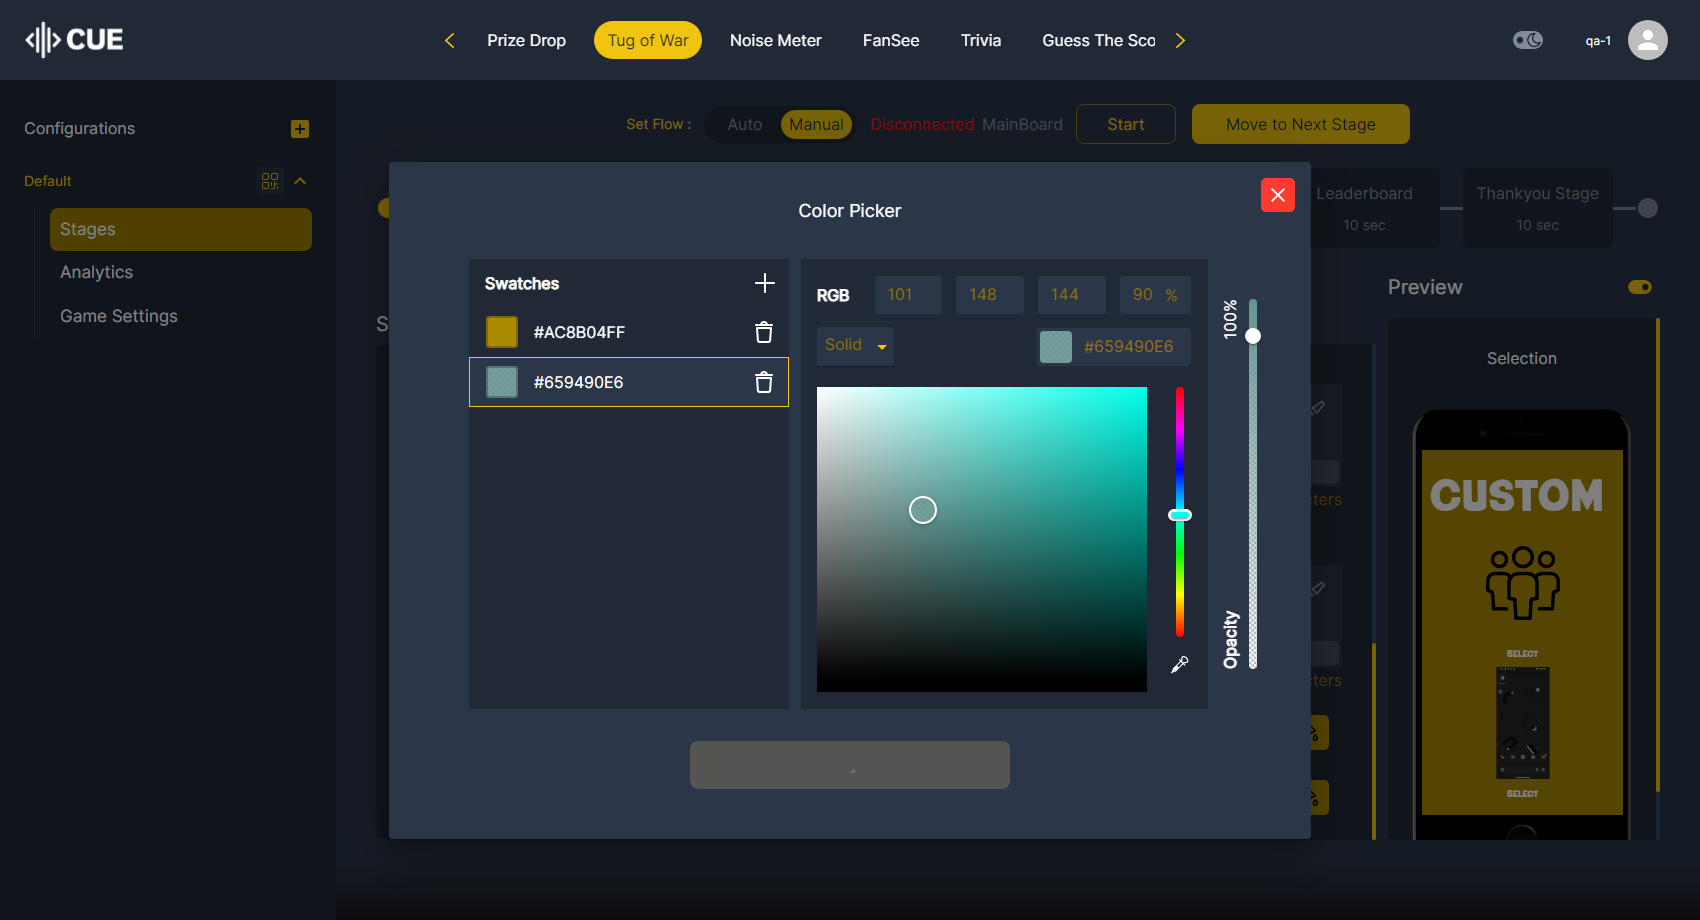 CUE
Prize Drop
Tug of War
Noise Meter
FanSee
Trivia
Guess The Sco
qa-1
Configurations
Set Flow :
Auto
Manual
Disconnected
MainBoard
Start
Move to Next Stage
Default
Stages
Analytics
Game Settings
Color Picker
Leaderboard
10 sec
Thankyou Stage
10 sec
Preview
S
Swatches
#AC8B04FF
#659490E6
RGB
101
148
144
90 %
Solid
#659490E6
100%
Opacity
cters
cters
Selection
CUSTOM
SELECT
SELECT